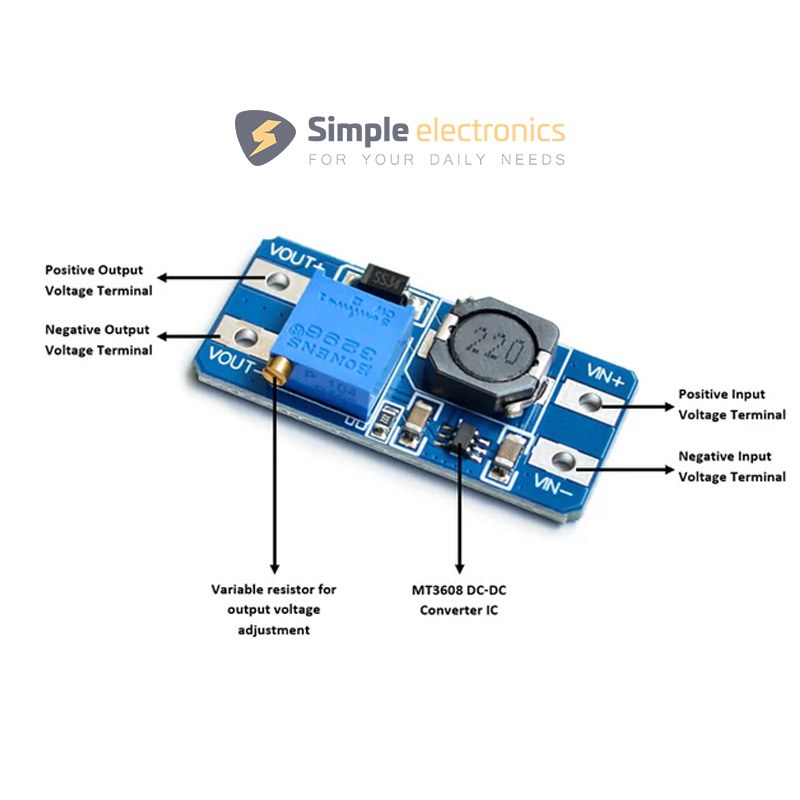 Simple electronics
FOR YOUR DAILY NEEDS
Positive Output
Voltage Terminal
Negative Output
Voltage Terminal
VOUT+
VOUT-
SS34
3296
P 104
220
VIN+
VIN-
Positive Input
Voltage Terminal
Negative Input
Voltage Terminal
Variable resistor for
output voltage
adjustment
MT3608 DC-DC
Converter IC